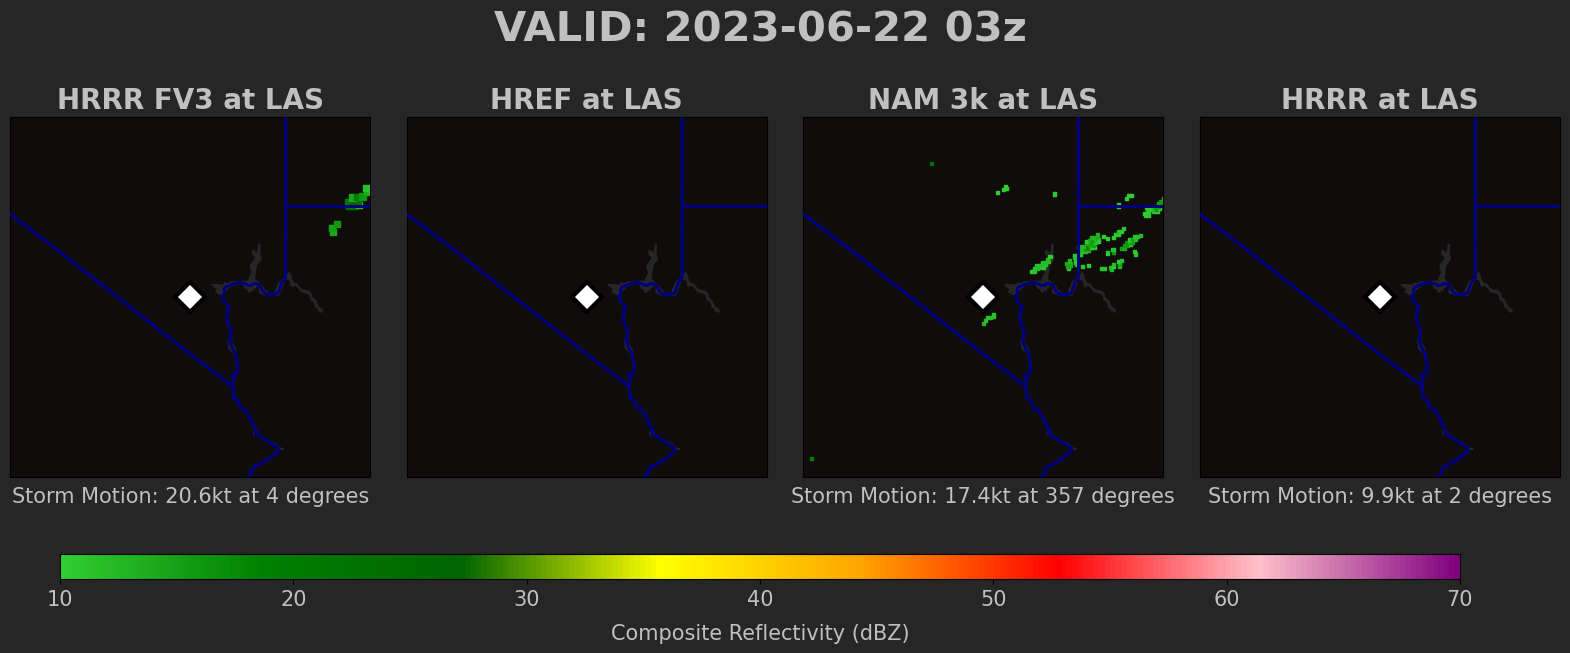 VALID: 2023-06-22 03z
HRRR FV3 at LAS
HREF at LAS
NAM 3k at LAS
HRRR at LAS
Storm Motion: 20.6kt at 4 degrees
Storm Motion: 17.4kt at 357 degrees
Storm Motion: 9.9kt at 2 degrees
10 20 30 40 50 60 70
Composite Reflectivity (dBZ)